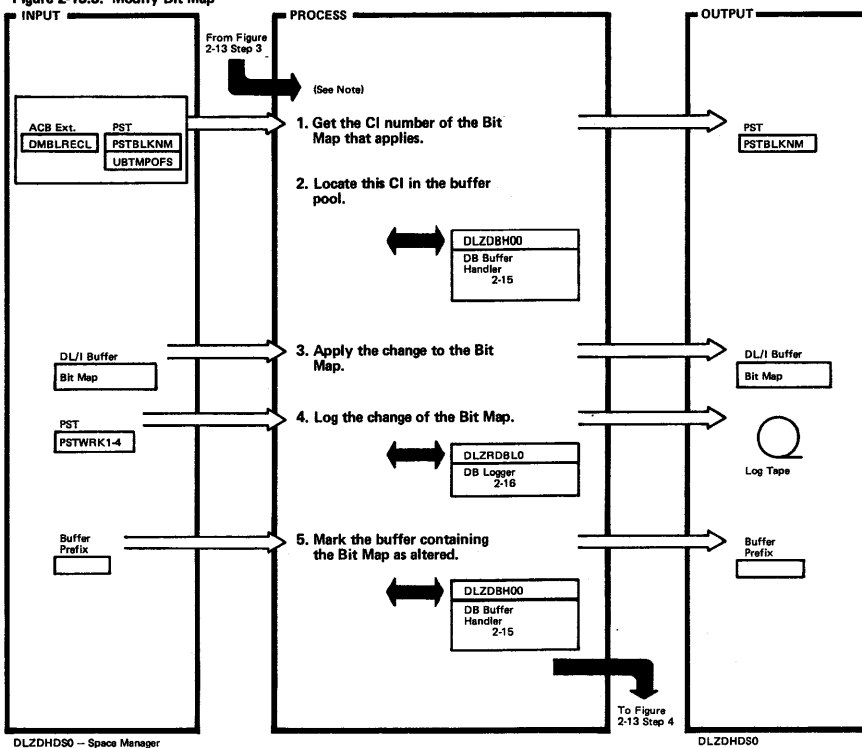 Figure 2-13.3. Modify Bit Map
INPUT
PROCESS
OUTPUT
From Figure
2-13 Step 3
(See Note)
ACB Ext.
DMBLRECL
PST
PSTBLKNM
UBTMPOFS
1. Get the CI number of the Bit
Map that applies.
PST
PSTBLKNM
2. Locate this CI in the buffer
pool.
DLZDBH00
DB Buffer
Handler
2-15
DL/I Buffer
Bit Map
3. Apply the change to the Bit
Map.
DL/I Buffer
Bit Map
PST
PSTWRK1-4
4. Log the change of the Bit Map.
DLZRDBL0
DB Logger
2-16
Log Tape
Buffer
Prefix
5. Mark the buffer containing
the Bit Map as altered.
Buffer
Prefix
DLZDBH00
DB Buffer
Handler
2-15
To Figure
2-13 Step 4
DLZDHDS0 -- Space Manager
DLZDHDS0